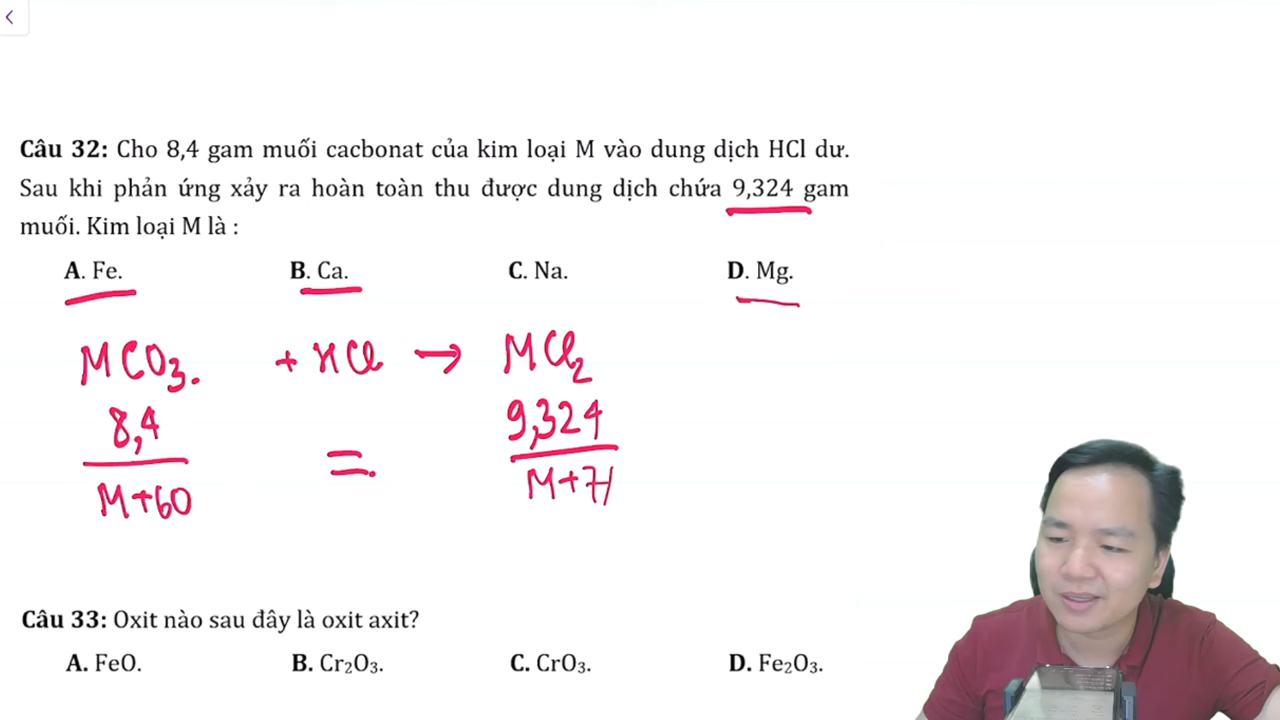 Câu 32: Cho 8,4 gam muối cacbonat của kim loại M vào dung dịch HCl dư.
Sau khi phản ứng xảy ra hoàn toàn thu được dung dịch chứa 9,324 gam
muối. Kim loại M là :
A. Fe. B. Ca. C. Na. D. Mg.
MCO3. + HCl → MCl2
8,4 / M+60 = 9,324 / M+71
Câu 33: Oxit nào sau đây là oxit axit?
A. FeO. B. Cr₂O₃. C. CrO₃. D. Fe₂O₃.